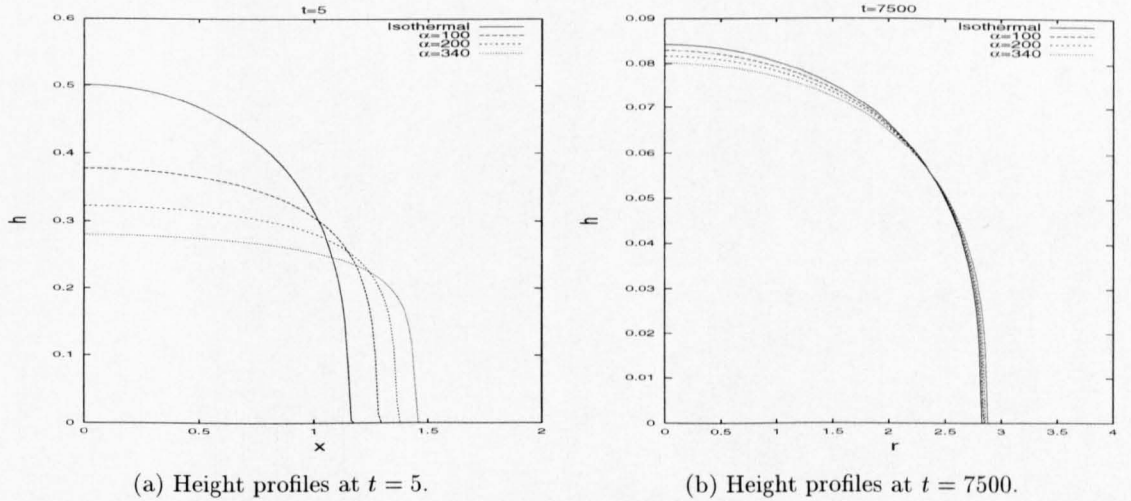 t=5
Isothermal
α=100
α=200
α=340
0.6
0.5
0.4
0.3
0.2
0.1
0
h
0 0.5 1 1.5 2
x
(a) Height profiles at t = 5.
t=7500
Isothermal
α=100
α=200
α=340
0.09
0.08
0.07
0.06
0.05
0.04
0.03
0.02
0.01
0
h
0 0.5 1 1.5 2 2.5 3 3.5 4
r
(b) Height profiles at t = 7500.